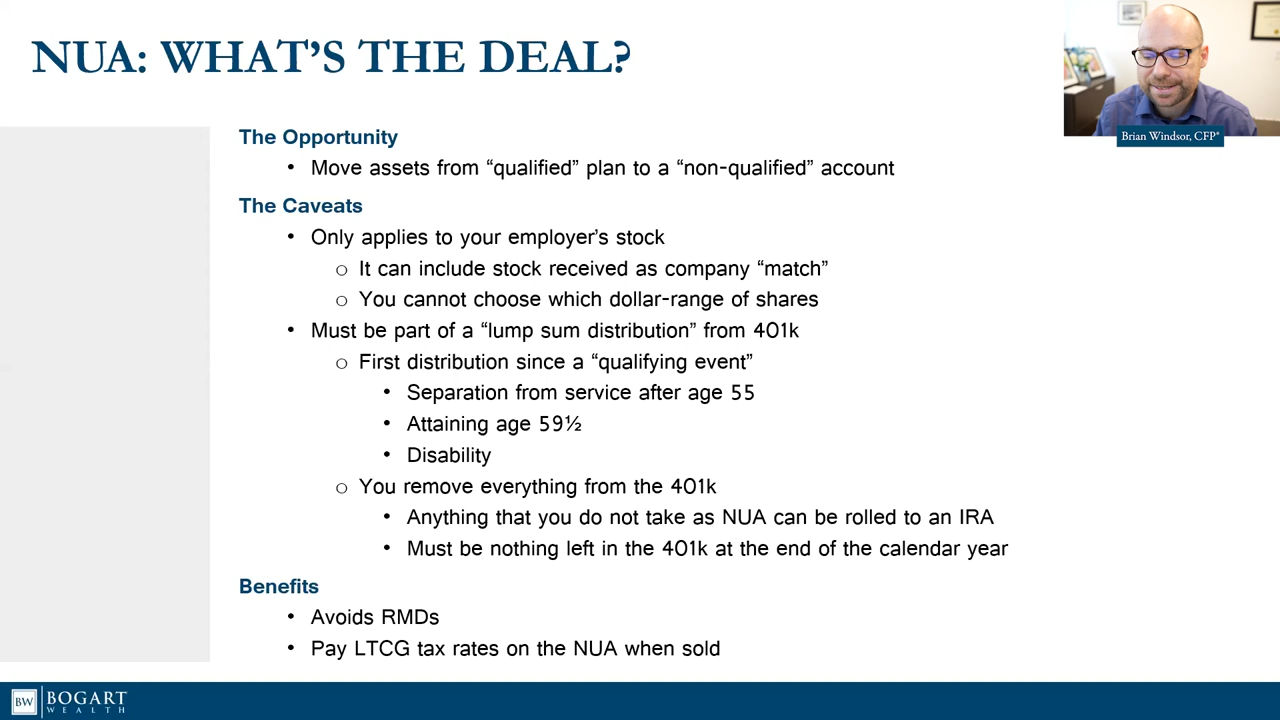 NUA: WHAT’S THE DEAL?
Brian Windsor, CFP®
The Opportunity
• Move assets from “qualified” plan to a “non-qualified” account
The Caveats
• Only applies to your employer’s stock
○ It can include stock received as company “match”
○ You cannot choose which dollar-range of shares
• Must be part of a “lump sum distribution” from 401k
○ First distribution since a “qualifying event”
• Separation from service after age 55
• Attaining age 59½
• Disability
○ You remove everything from the 401k
• Anything that you do not take as NUA can be rolled to an IRA
• Must be nothing left in the 401k at the end of the calendar year
Benefits
• Avoids RMDs
• Pay LTCG tax rates on the NUA when sold
BW BOGART
WEALTH